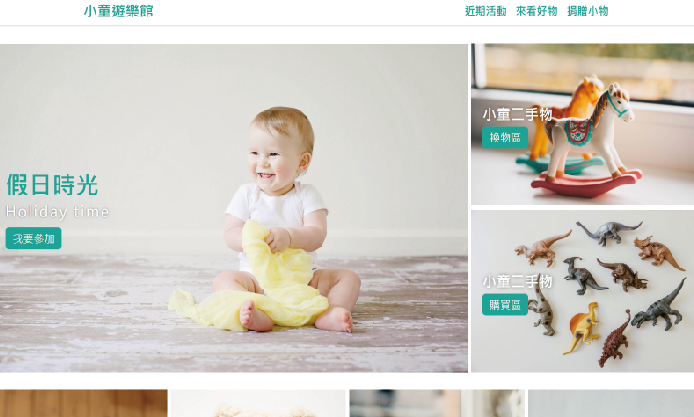 小童遊樂館
近期活動 來看好物 捐贈小物
假日時光
Holiday time
我要參加
小童二手物
換物區
小童二手物
購買區